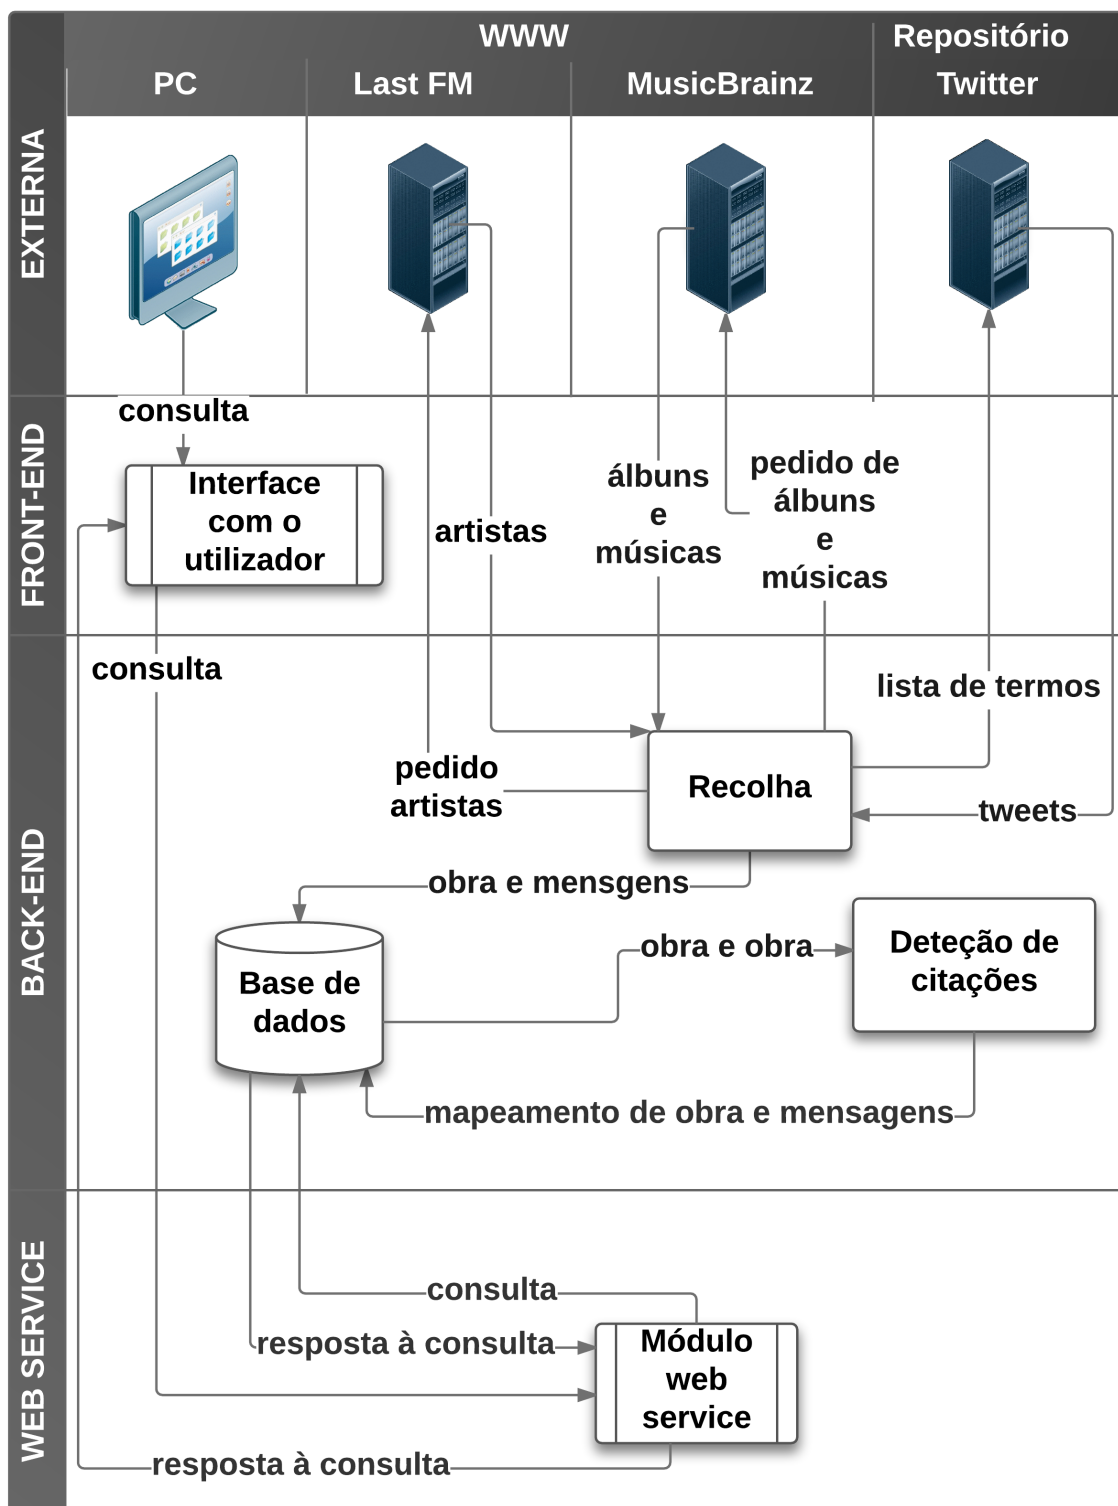 WWW
Repositório
PC
Last FM
MusicBrainz
Twitter
EXTERNA
FRONT-END
BACK-END
WEB SERVICE
consulta
Interface
com o
utilizador
artistas
álbuns
e
músicas
pedido de
álbuns
e
músicas
consulta
lista de termos
pedido
artistas
Recolha
tweets
obra e mensgens
obra e obra
Deteção de
citações
Base de
dados
mapeamento de obra e mensagens
consulta
resposta à consulta
Módulo
web
service
resposta à consulta